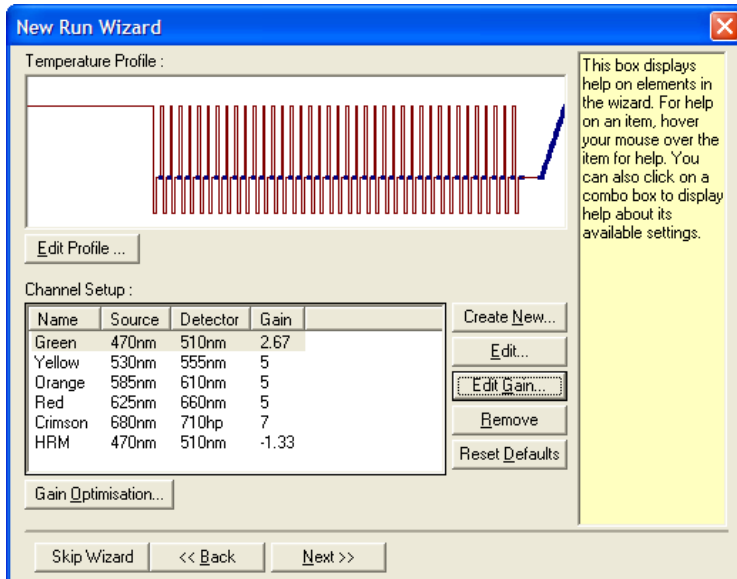 New Run Wizard
Temperature Profile :
This box displays
help on elements in
the wizard. For help
on an item, hover
your mouse over the
item for help. You
can also click on a
combo box to display
help about its
available settings.
Edit Profile ...
Channel Setup :
Name Source Detector Gain
Green 470nm 510nm 2.67
Yellow 530nm 555nm 5
Orange 585nm 610nm 5
Red 625nm 660nm 5
Crimson 680nm 710hp 7
HRM 470nm 510nm -1.33
Create New...
Edit...
Edit Gain...
Remove
Reset Defaults
Gain Optimisation...
Skip Wizard << Back Next >>